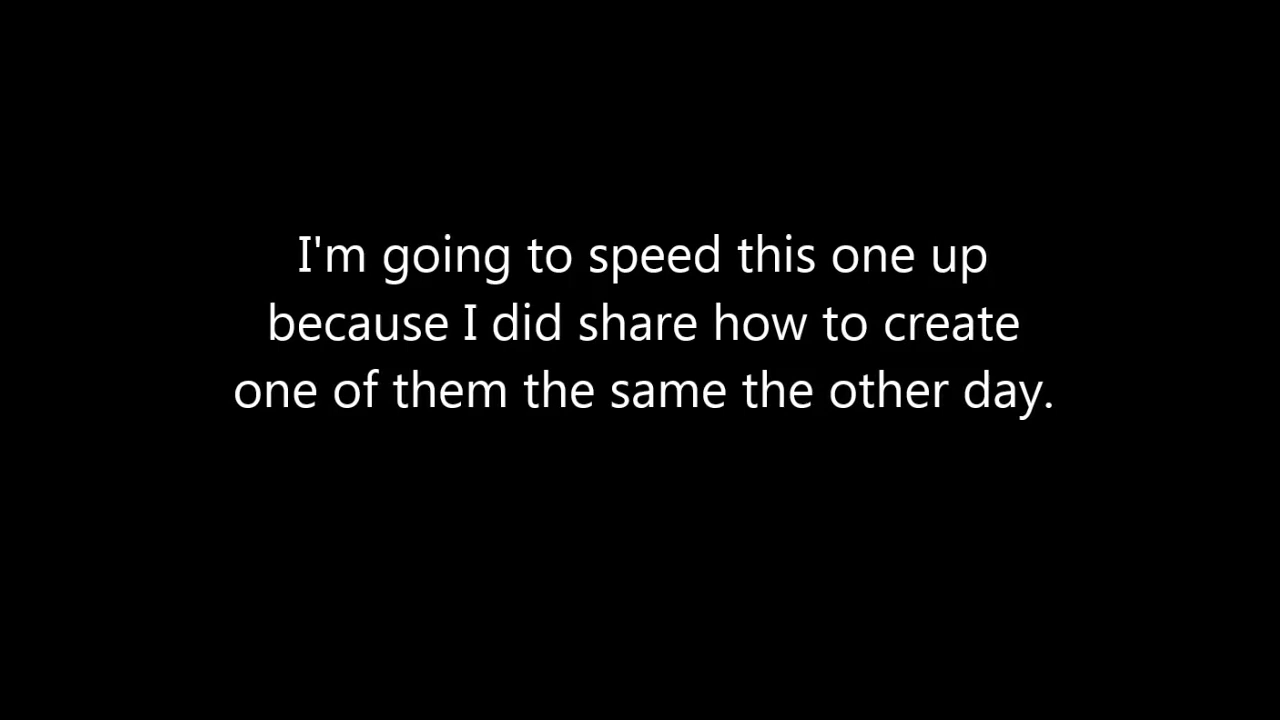 I'm going to speed this one up
because I did share how to create
one of them the same the other day.